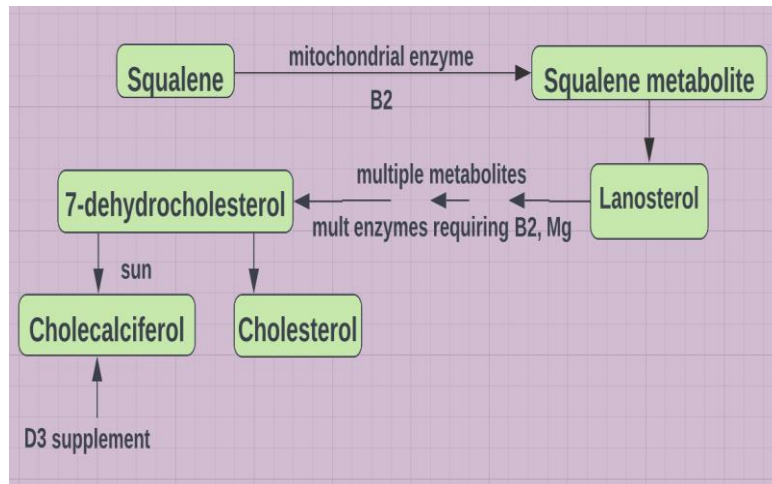 mitochondrial enzyme
Squalene
Squalene metabolite
B2
multiple metabolites
7-dehydrocholesterol
Lanosterol
mult enzymes requiring B2, Mg
sun
Cholecalciferol
Cholesterol
D3 supplement